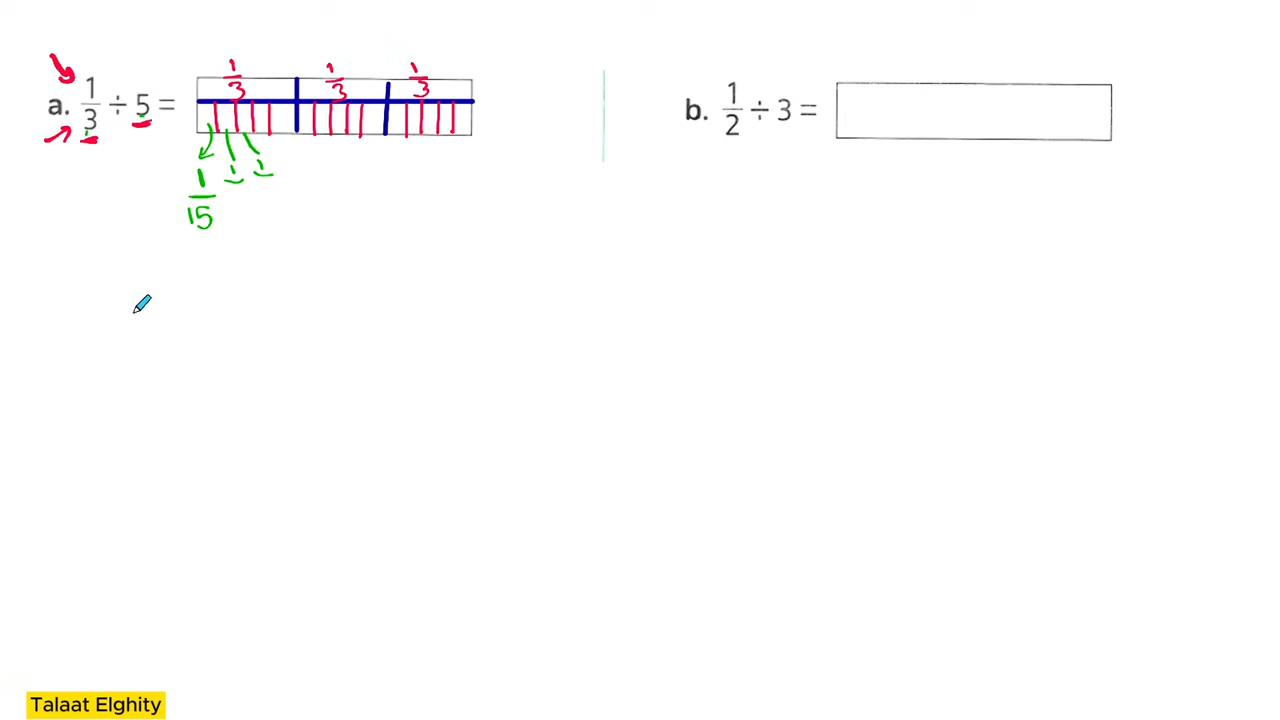 1/3 1/3 1/3
a. 1/3 ÷ 5 =
1/15
b. 1/2 ÷ 3 =
Talaat Elghity